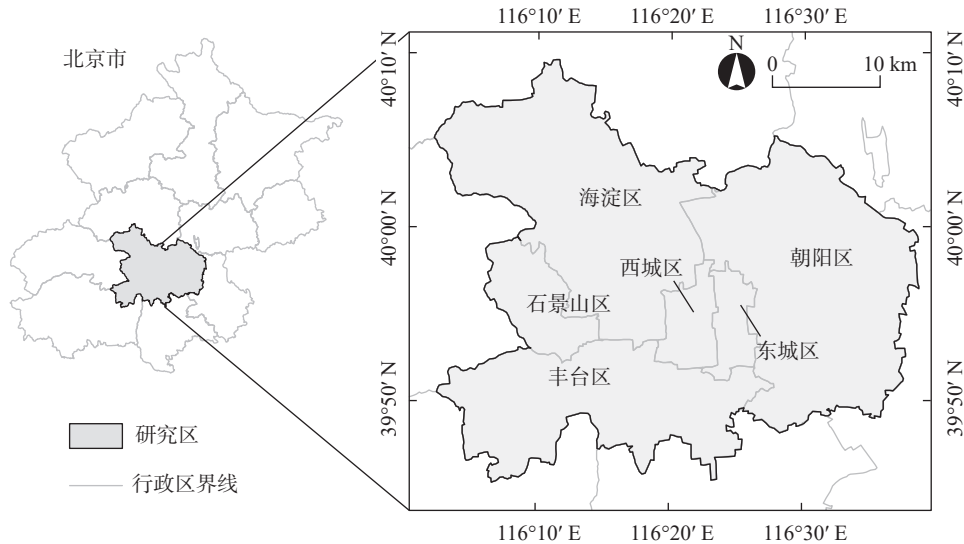 北京市
研究区
行政区界线
116°10′ E 116°20′ E 116°30′ E
N
0 10 km
40°10′ N
40°00′ N
39°50′ N
海淀区
朝阳区
西城区
石景山区
东城区
丰台区
40°10′ N
40°00′ N
39°50′ N
116°10′ E 116°20′ E 116°30′ E